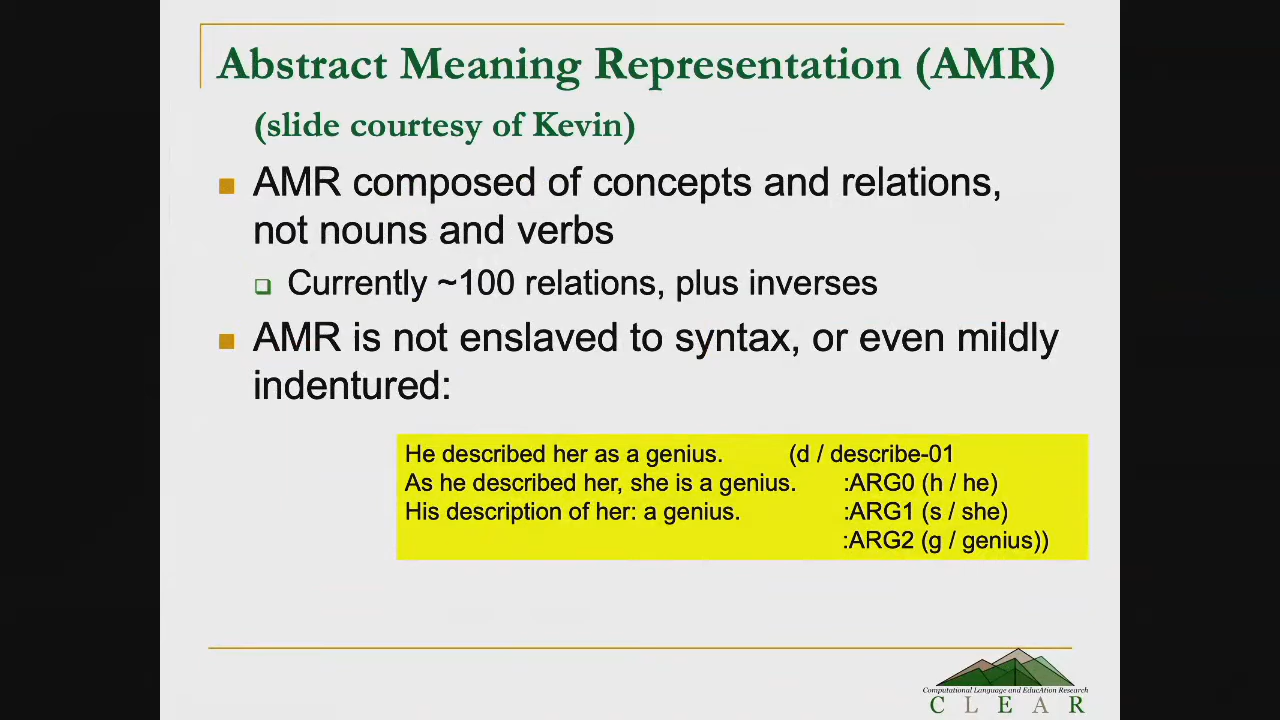 Abstract Meaning Representation (AMR)
(slide courtesy of Kevin)
AMR composed of concepts and relations,
not nouns and verbs
Currently ~100 relations, plus inverses
AMR is not enslaved to syntax, or even mildly
indentured:
He described her as a genius. (d / describe-01
As he described her, she is a genius. :ARG0 (h / he)
His description of her: a genius. :ARG1 (s / she)
:ARG2 (g / genius))
Computational Language and EducAtion Research
C L E A R